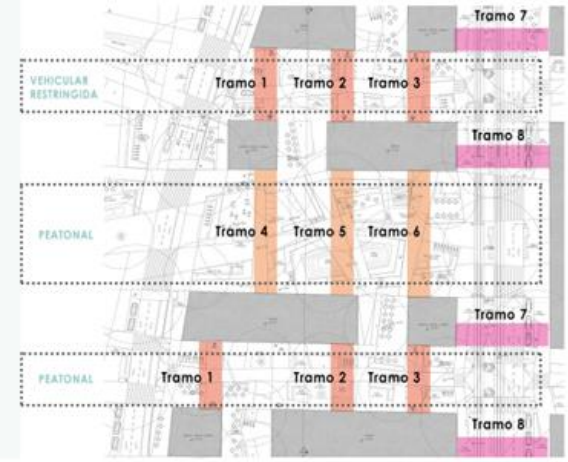 Tramo 7
VEHICULAR
RESTRINGIDA
Tramo 1
Tramo 2
Tramo 3
Tramo 8
PEATONAL
Tramo 4
Tramo 5
Tramo 6
Tramo 7
PEATONAL
Tramo 1
Tramo 2
Tramo 3
Tramo 8